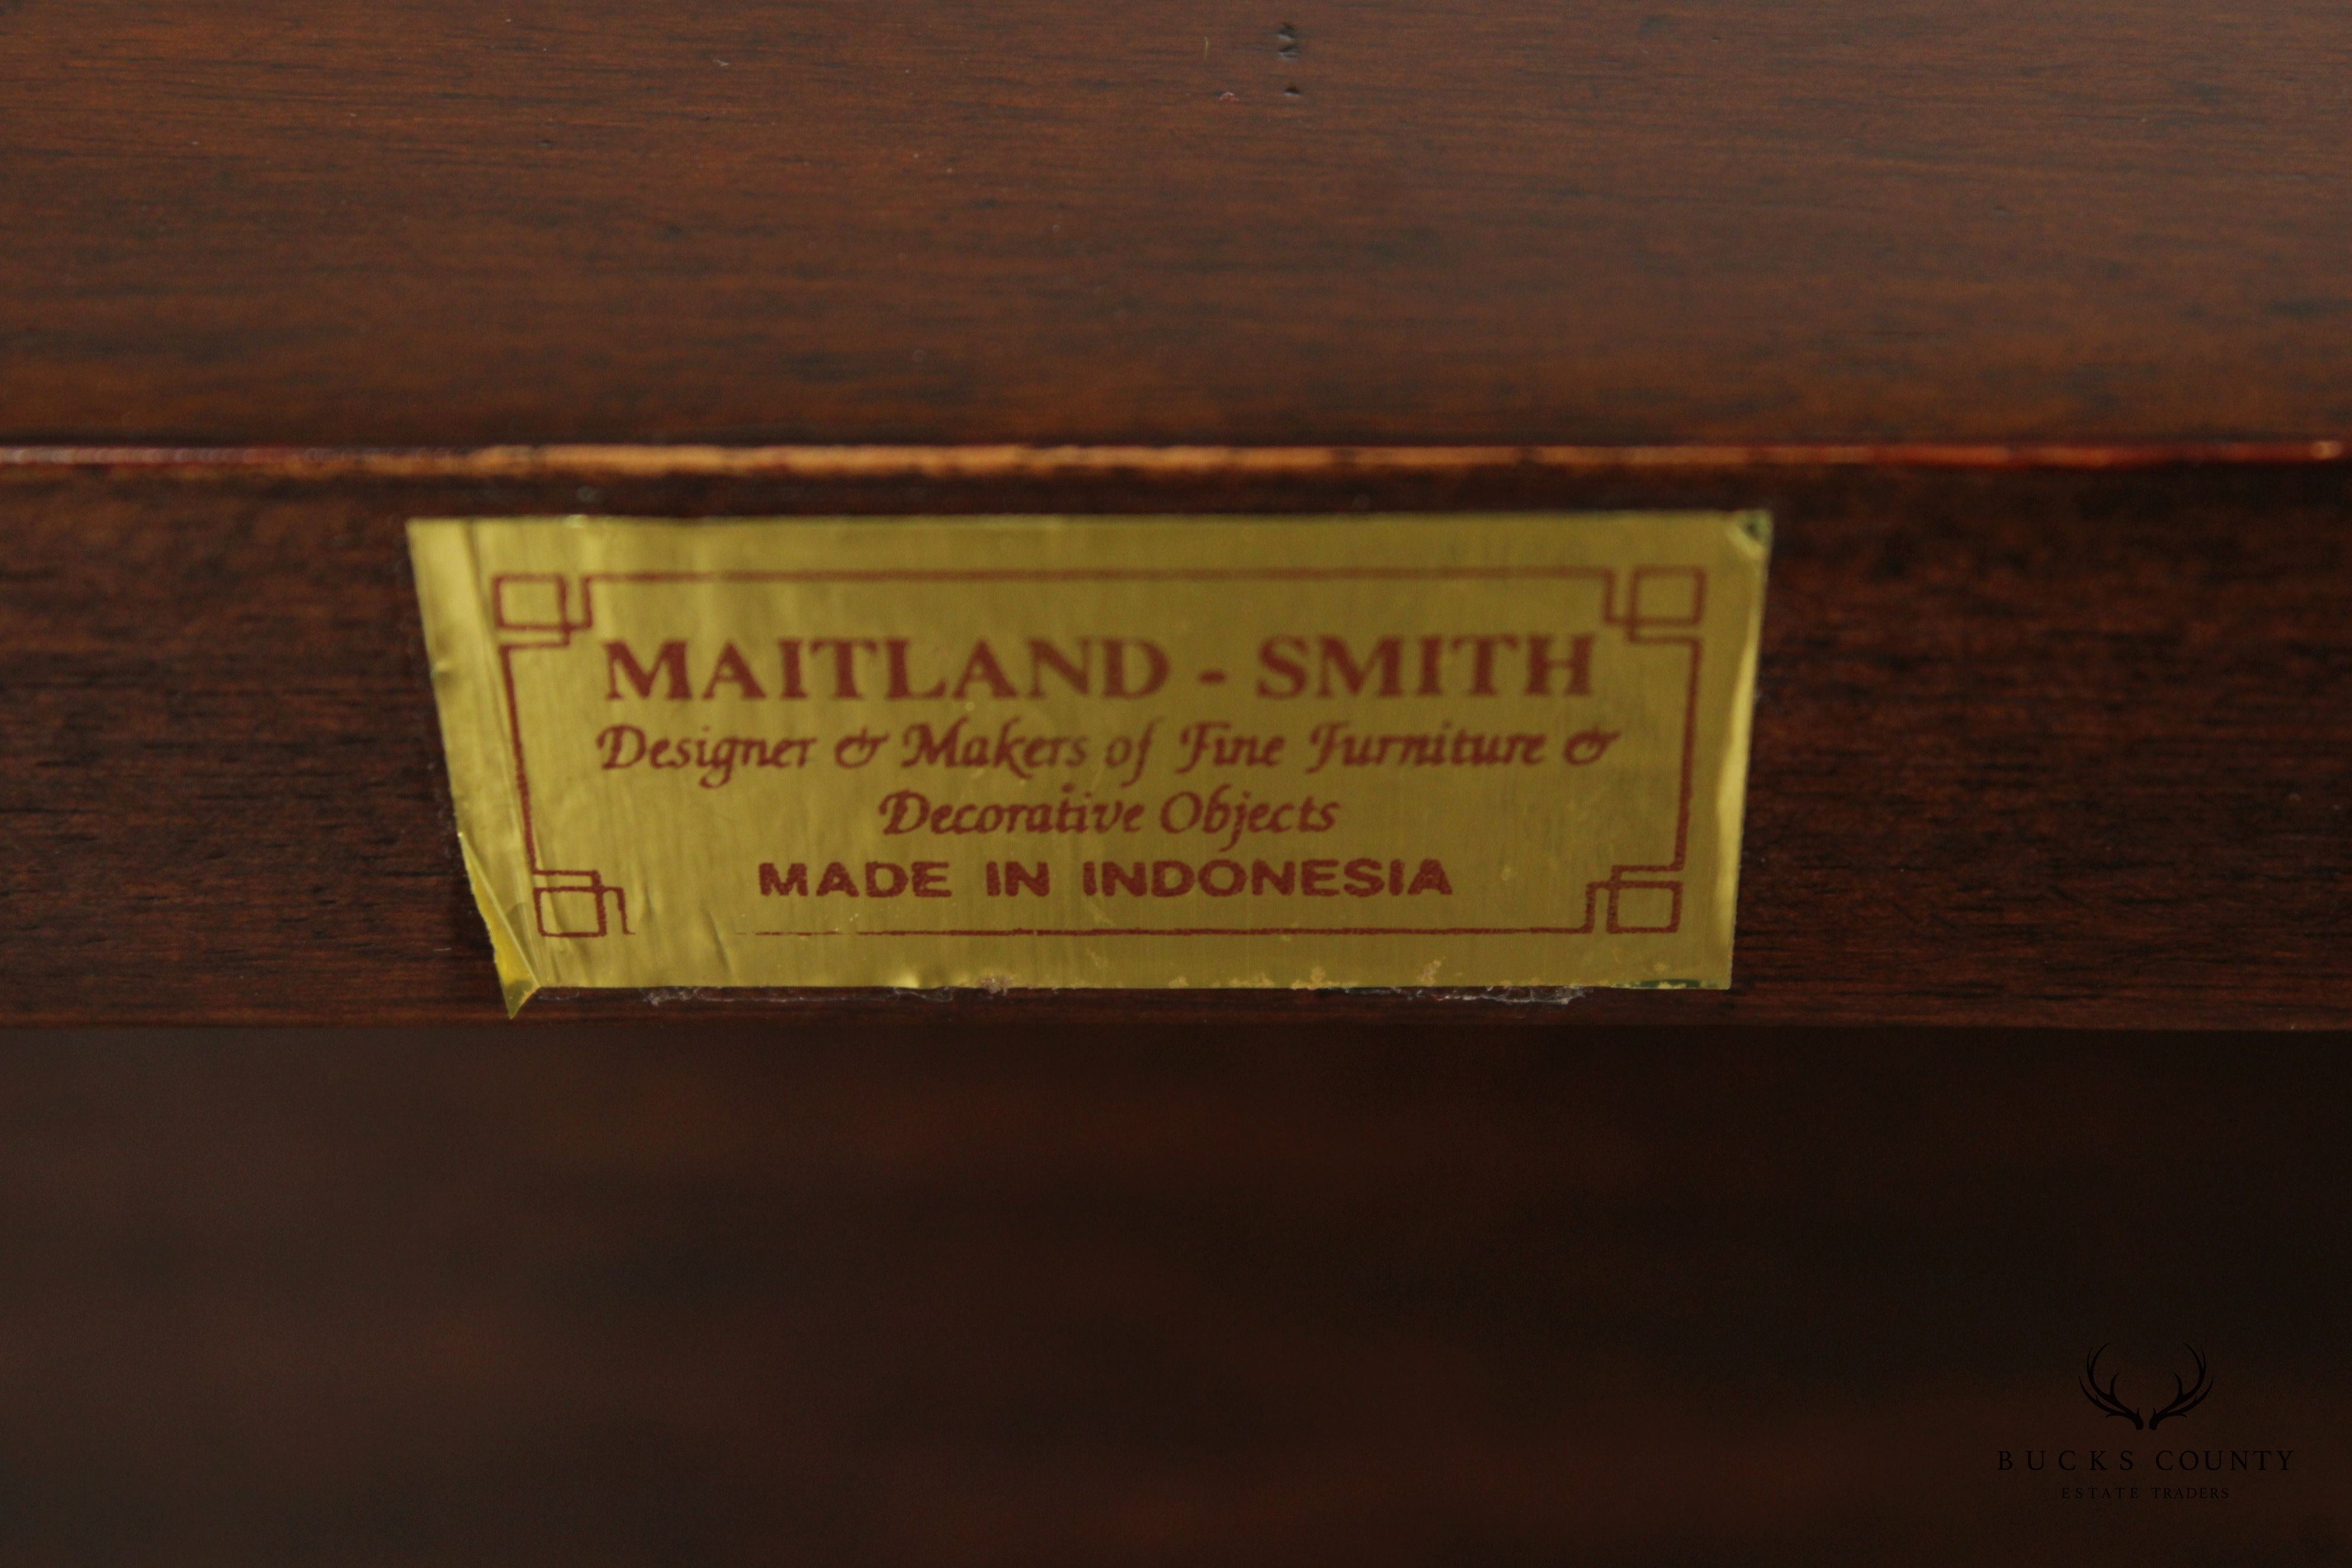 MAITLAND - SMITH
Designer & Makers of Fine Furniture &
Decorative Objects
MADE IN INDONESIA
BUCKS COUNTY
ESTATE TRADERS